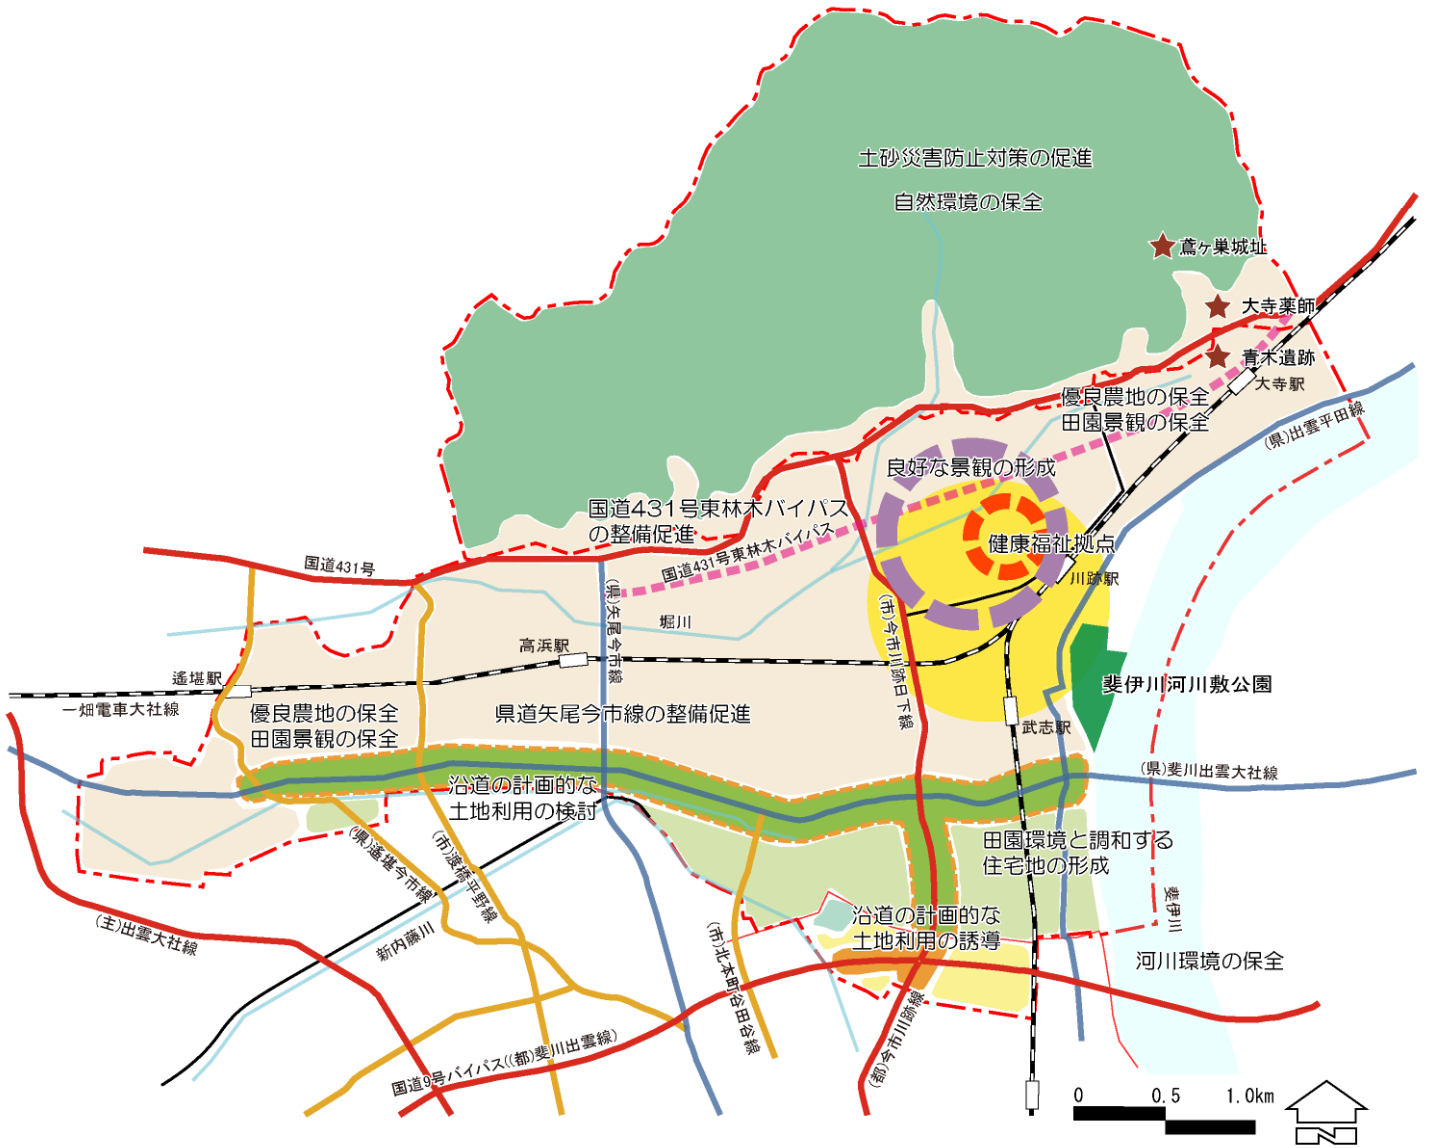 土砂災害防止対策の促進
自然環境の保全
鳶ヶ巣城址
大寺薬師
青木遺跡
大寺駅
優良農地の保全
田園景観の保全
(県)出雲平田線
良好な景観の形成
国道431号東林木バイパス
の整備促進
国道431号東林木バイパス
健康福祉拠点
川跡駅
国道431号
(県)矢尾今市線
堀川
(市)今市川跡日下線
高浜駅
遙堪駅
一畑電車大社線
斐伊川河川敷公園
優良農地の保全
田園景観の保全
県道矢尾今市線の整備促進
武志駅
(県)斐川出雲大社線
沿道の計画的な
土地利用の検討
(県)遙堪今市線
(市)渡橋平野線
田園環境と調和する
住宅地の形成
斐伊川
(主)出雲大社線
新内藤川
(市)北本町谷田谷線
沿道の計画的な
土地利用の誘導
河川環境の保全
国道9号バイパス((都)斐川出雲線)
(都)今市川跡線
0 0.5 1.0km
N